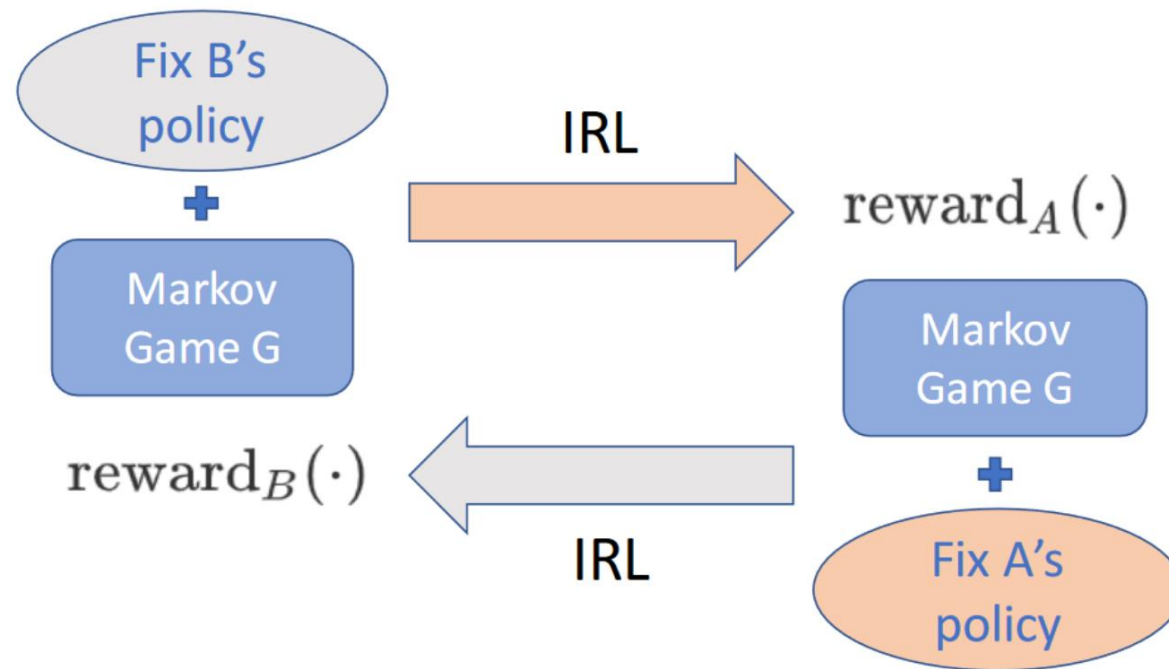 Fix B's
policy
IRL
reward_A(·)
Markov
Game G
Markov
Game G
reward_B(·)
IRL
Fix A's
policy